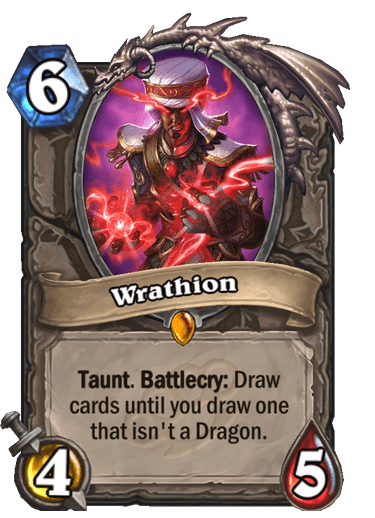 6
Wrathion
Taunt. Battlecry: Draw
cards until you draw one
that isn't a Dragon.
4
5